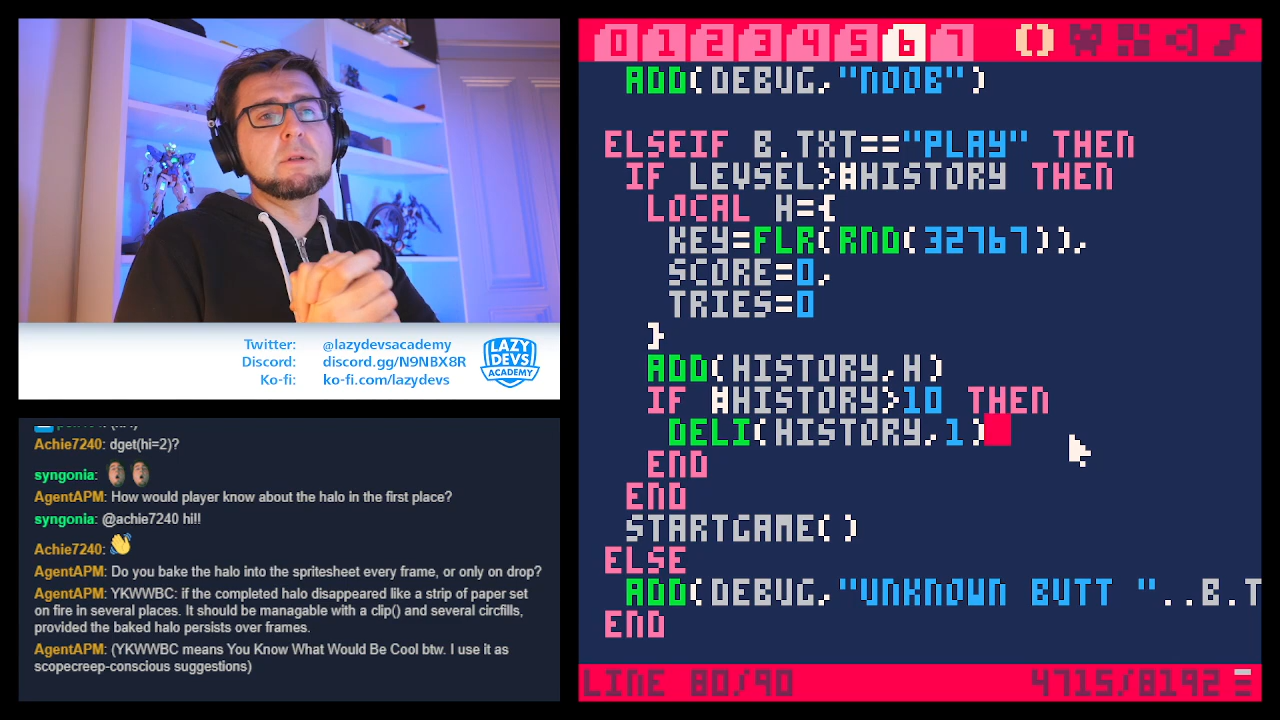 Twitter: @lazydevsacademy
Discord: discord.gg/N9NBX8R
Ko-fi: ko-fi.com/lazydevs
LAZY
DEVS
ACADEMY
Achie7240: dget(hi=2)?
syngonia:
AgentAPM: How would player know about the halo in the first place?
syngonia: @achie7240 hi!!
Achie7240:
AgentAPM: Do you bake the halo into the spritesheet every frame, or only on drop?
AgentAPM: YKWWBC: if the completed halo disappeared like a strip of paper set
on fire in several places. It should be managable with a clip() and several circfills,
provided the baked halo persists over frames.
AgentAPM: (YKWWBC means You Know What Would Be Cool btw. I use it as
scopecreep-conscious suggestions)
0 1 2 3 4 5 6 7 ()
ADD(DEBUG,"NOOB")
ELSEIF B.TXT=="PLAY" THEN
IF LEVSEL>#HISTORY THEN
LOCAL H={
KEY=FLR(RND(32767)),
SCORE=0,
TRIES=0
}
ADD(HISTORY,H)
IF #HISTORY>10 THEN
DELI(HISTORY,1)
END
END
STARTGAME()
ELSE
ADD(DEBUG,"UNKNOWN BUTT "..B.T
END
LINE 80/90
4715/8192